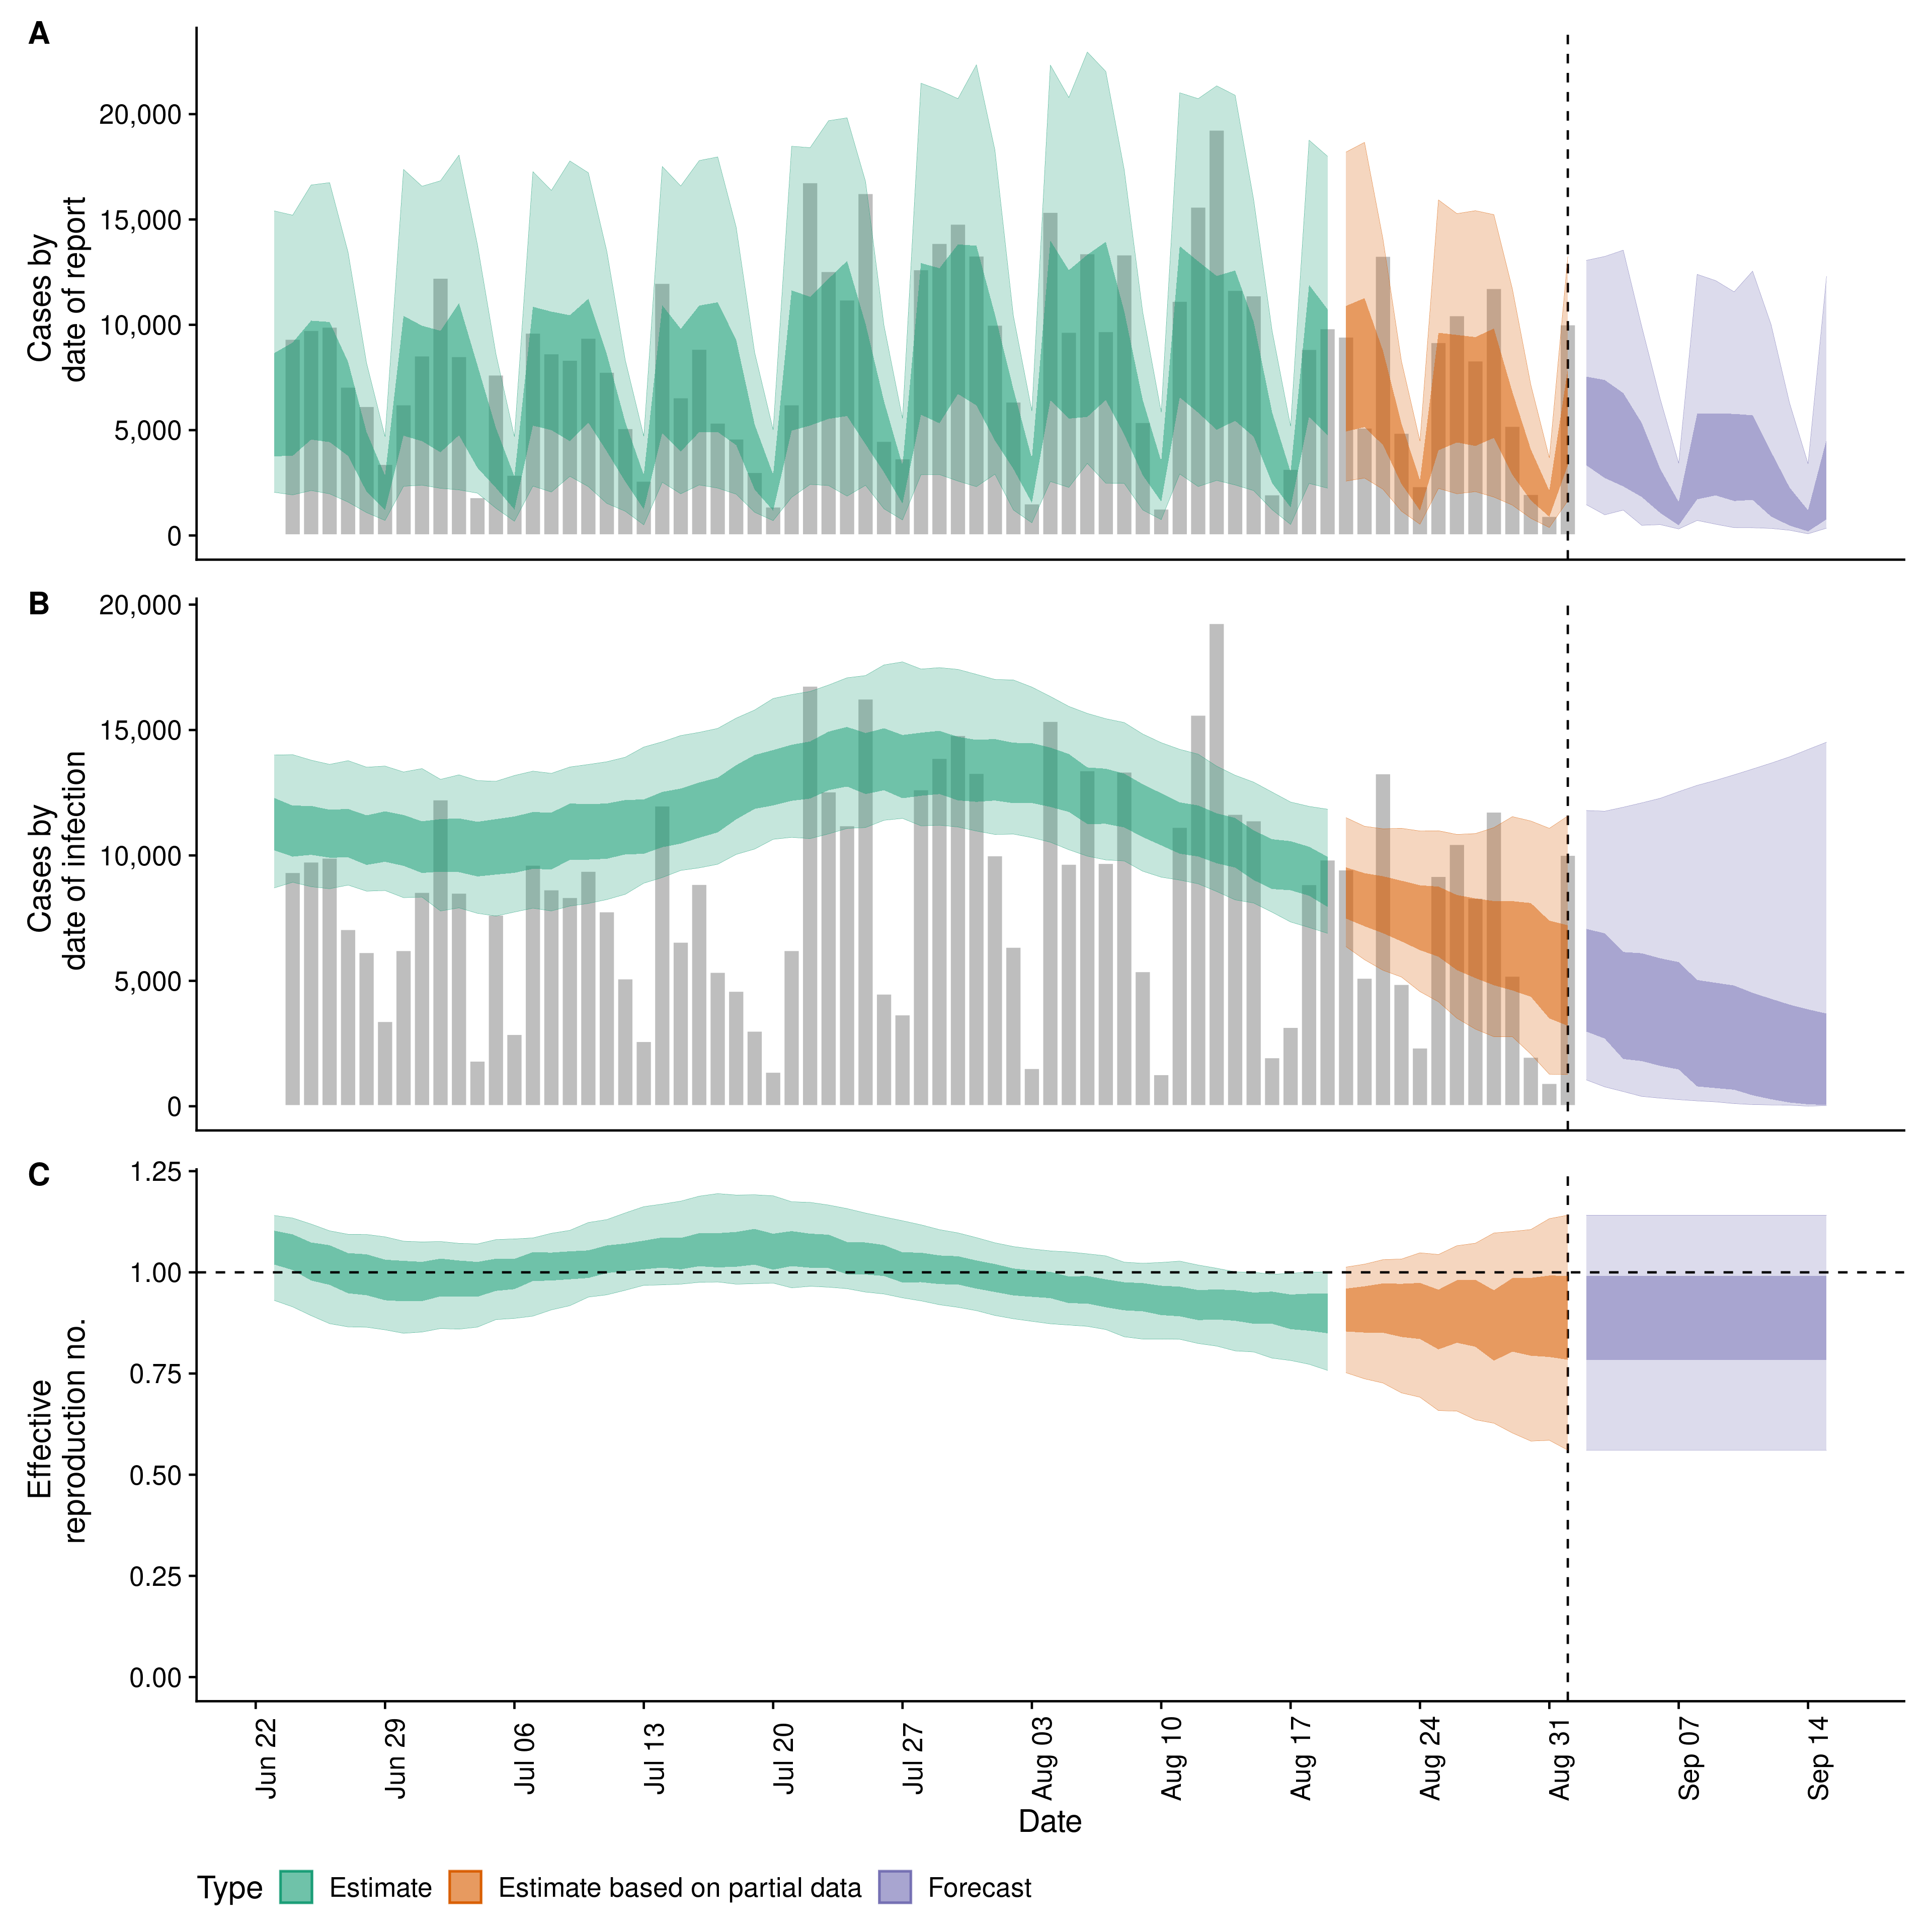 A
Cases by
date of report
20,000
15,000
10,000
5,000
0
B
Cases by
date of infection
20,000
15,000
10,000
5,000
0
C
Effective
reproduction no.
1.25
1.00
0.75
0.50
0.25
0.00
Jun 22
Jun 29
Jul 06
Jul 13
Jul 20
Jul 27
Aug 03
Aug 10
Aug 17
Aug 24
Aug 31
Sep 07
Sep 14
Date
Type
Estimate
Estimate based on partial data
Forecast